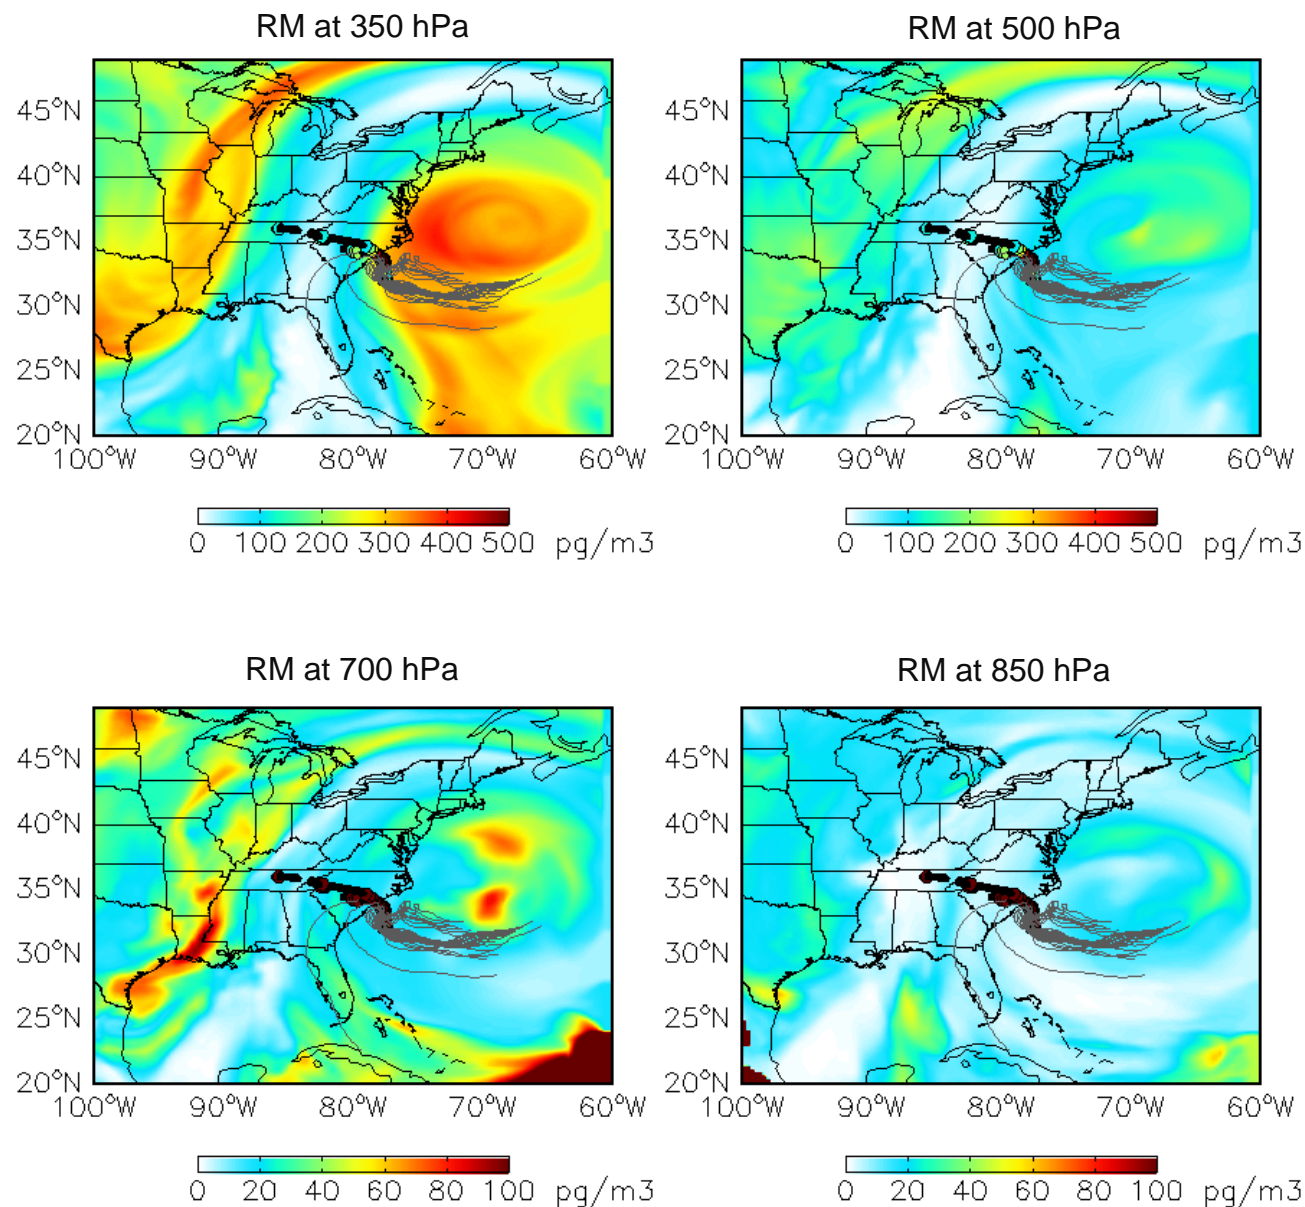 RM at 350 hPa
RM at 500 hPa
45°N
40°N
35°N
30°N
25°N
20°N
100°W 90°W 80°W 70°W 60°W
0 100 200 300 400 500 pg/m3
45°N
40°N
35°N
30°N
25°N
20°N
100°W 90°W 80°W 70°W 60°W
0 100 200 300 400 500 pg/m3
RM at 700 hPa
RM at 850 hPa
45°N
40°N
35°N
30°N
25°N
20°N
100°W 90°W 80°W 70°W 60°W
0 20 40 60 80 100 pg/m3
45°N
40°N
35°N
30°N
25°N
20°N
100°W 90°W 80°W 70°W 60°W
0 20 40 60 80 100 pg/m3